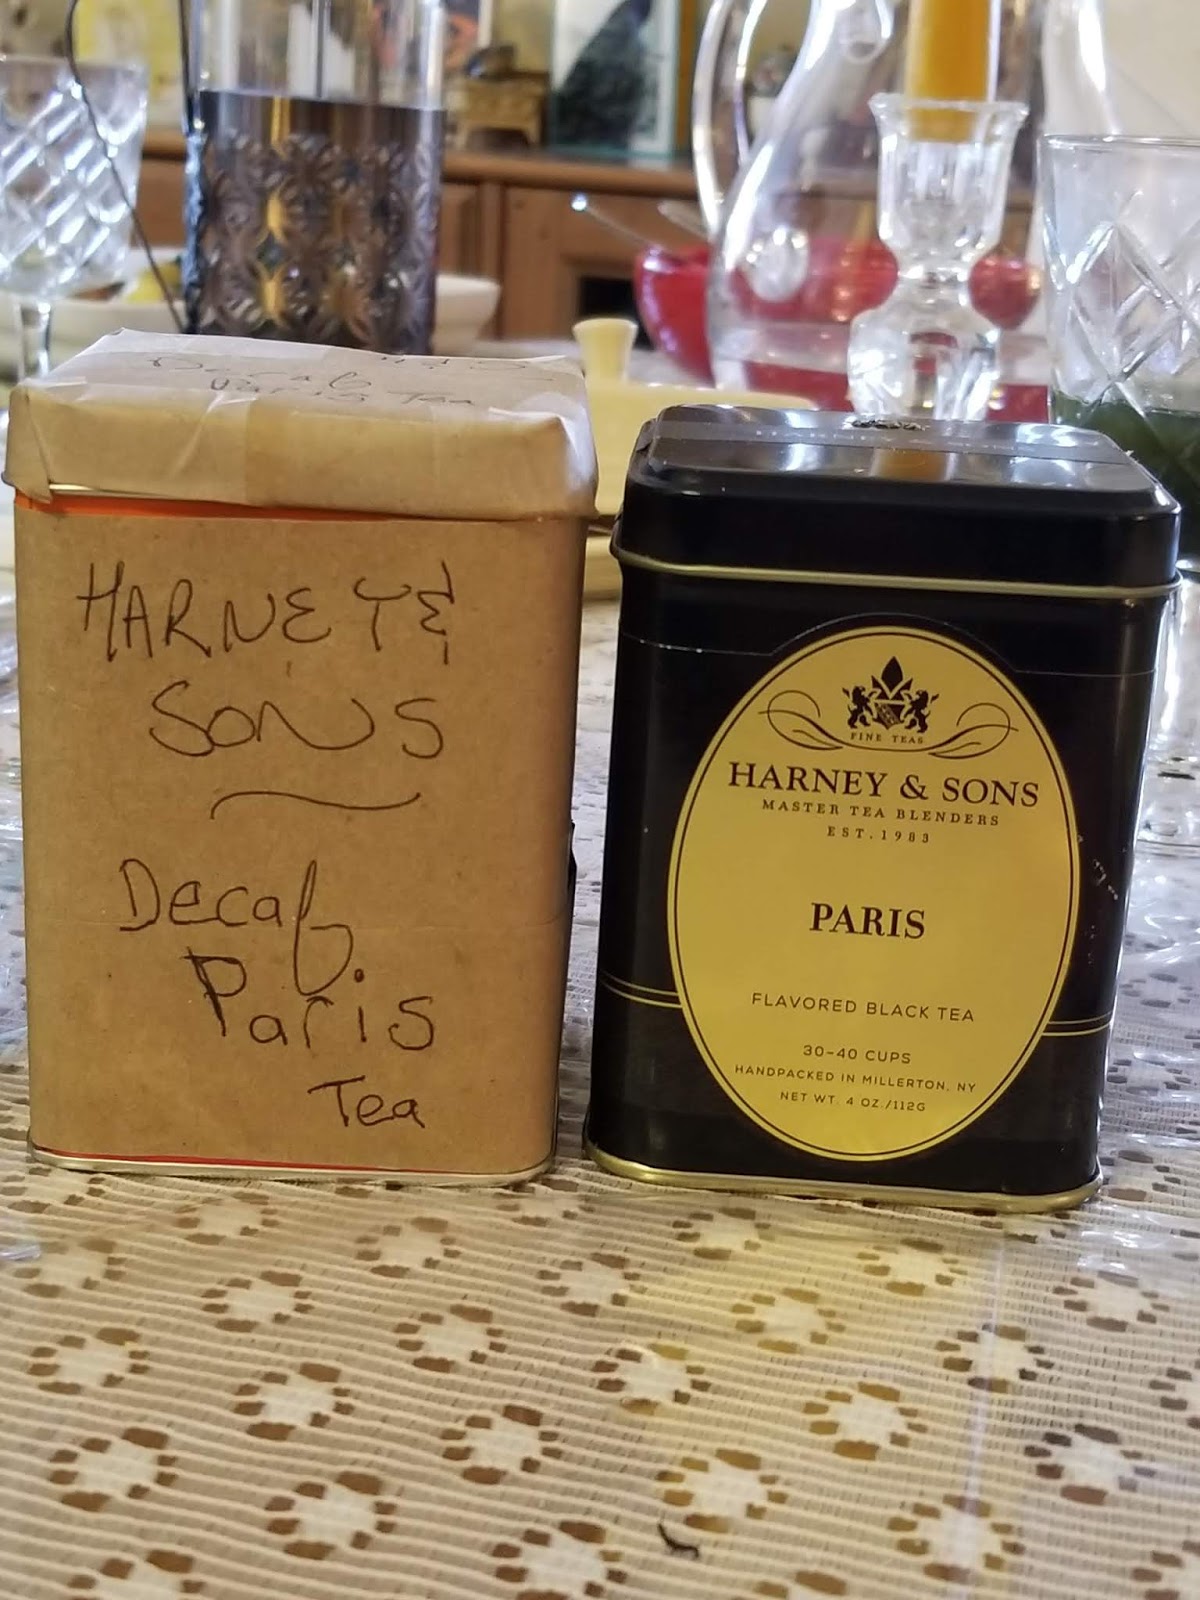 Decaf
Paris Tea
HARNEY &
SONS
Decaf.
Paris
Tea
FINE TEAS
HARNEY & SONS
MASTER TEA BLENDERS
EST. 1983
PARIS
FLAVORED BLACK TEA
30-40 CUPS
HANDPACKED IN MILLERTON, NY
NET WT. 4 OZ./112G